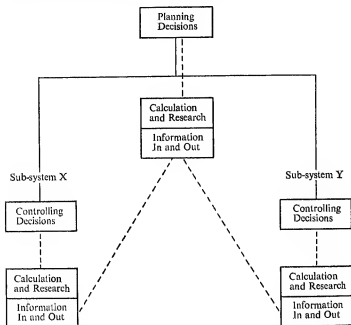 Planning
Decisions
Calculation
and Research
Information
In and Out
Sub-system X
Sub-system Y
Controlling
Decisions
Controlling
Decisions
Calculation
and Research
Information
In and Out
Calculation
and Research
Information
In and Out